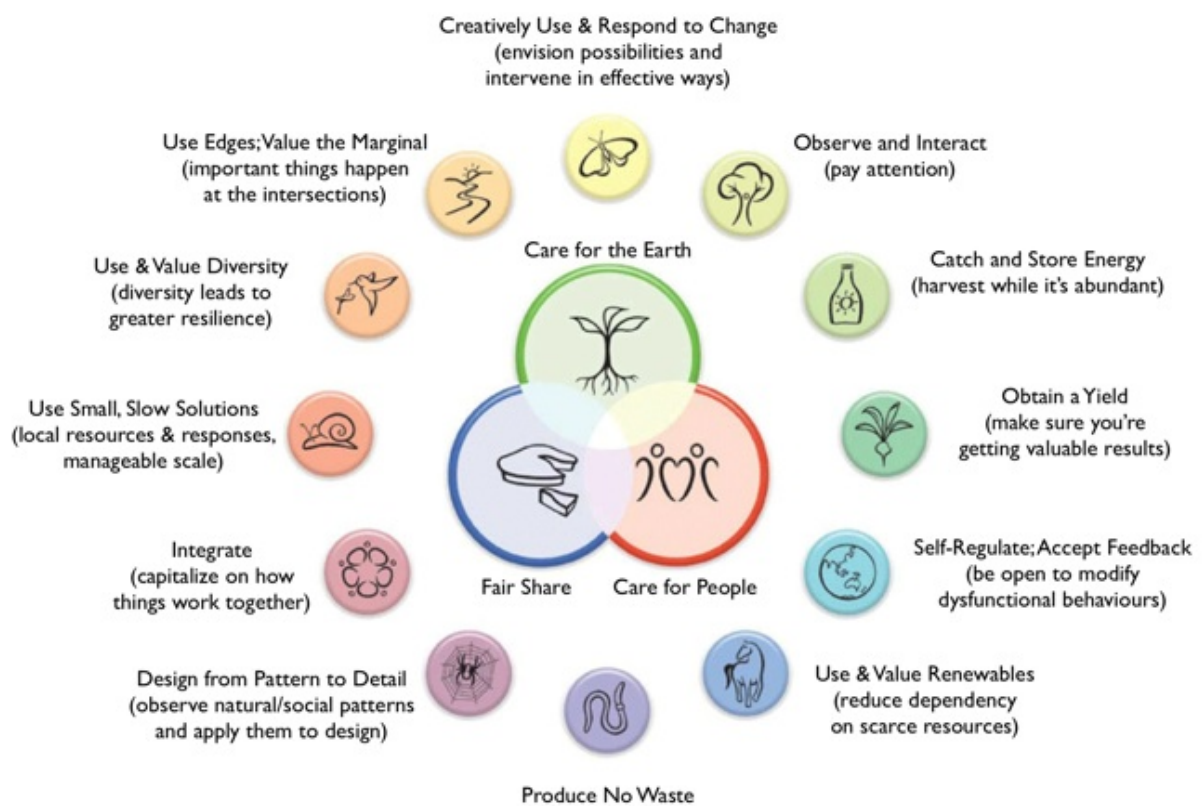 Creatively Use & Respond to Change
(envision possibilities and
intervene in effective ways)
Observe and Interact
(pay attention)
Catch and Store Energy
(harvest while it's abundant)
Obtain a Yield
(make sure you're
getting valuable results)
Self-Regulate; Accept Feedback
(be open to modify
dysfunctional behaviours)
Use & Value Renewables
(reduce dependency
on scarce resources)
Produce No Waste
Design from Pattern to Detail
(observe natural/social patterns
and apply them to design)
Integrate
(capitalize on how
things work together)
Use Small, Slow Solutions
(local resources & responses,
manageable scale)
Use & Value Diversity
(diversity leads to
greater resilience)
Use Edges; Value the Marginal
(important things happen
at the intersections)
Care for the Earth
Fair Share
Care for People